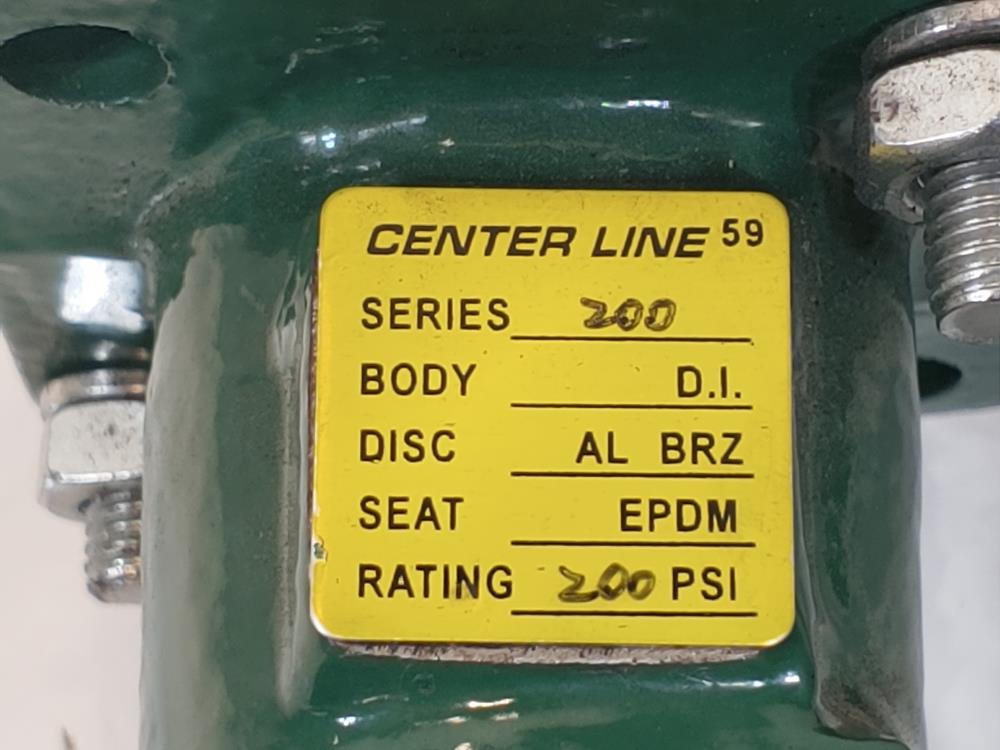 CENTER LINE 59
SERIES 200
BODY D.I.
DISC AL BRZ
SEAT EPDM
RATING 200 PSI